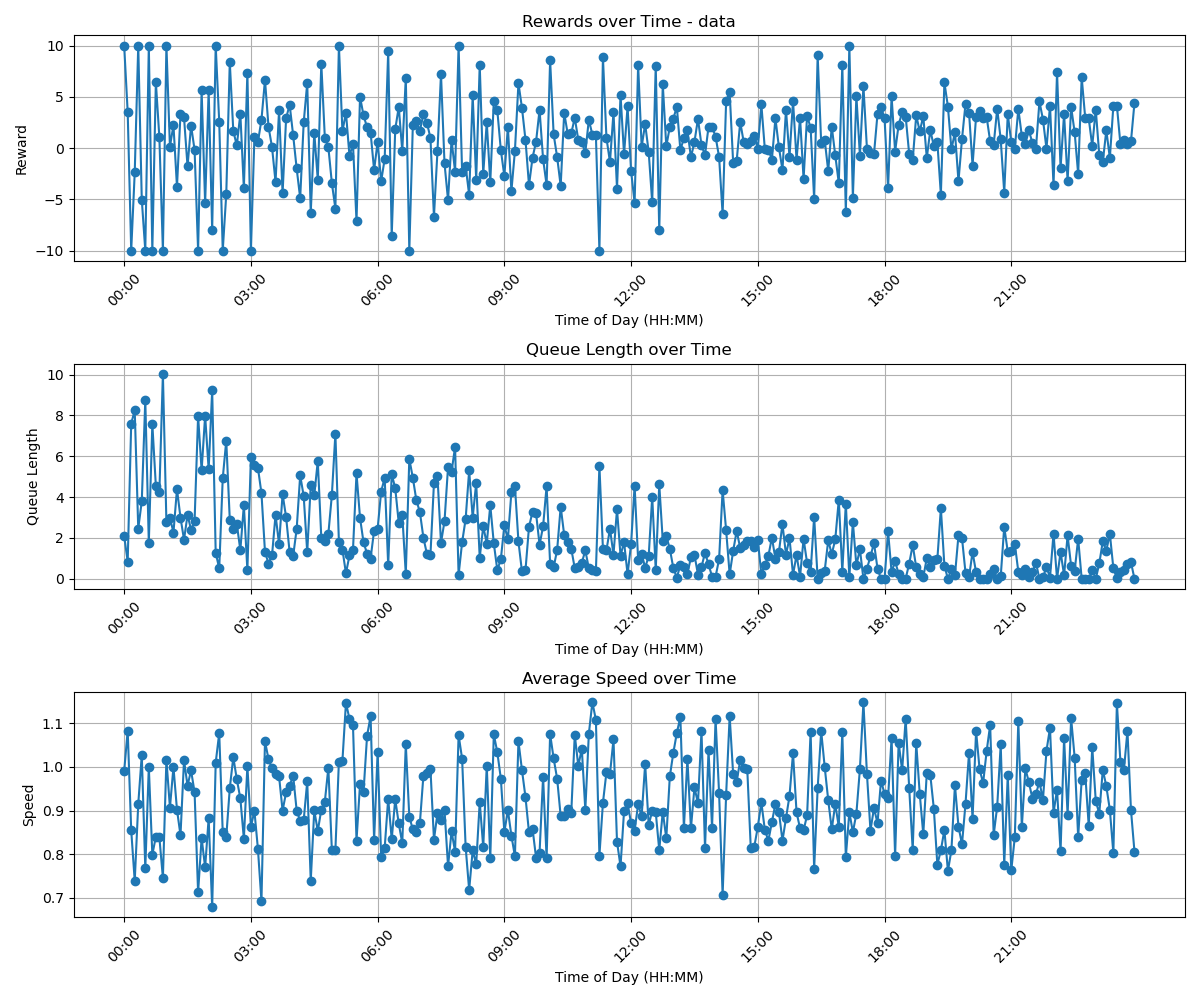 Rewards over Time - data
Reward
10
5
0
−5
−10
00:00 03:00 06:00 09:00 12:00 15:00 18:00 21:00
Time of Day (HH:MM)
Queue Length over Time
Queue Length
10
8
6
4
2
0
00:00 03:00 06:00 09:00 12:00 15:00 18:00 21:00
Time of Day (HH:MM)
Average Speed over Time
Speed
1.1
1.0
0.9
0.8
0.7
00:00 03:00 06:00 09:00 12:00 15:00 18:00 21:00
Time of Day (HH:MM)